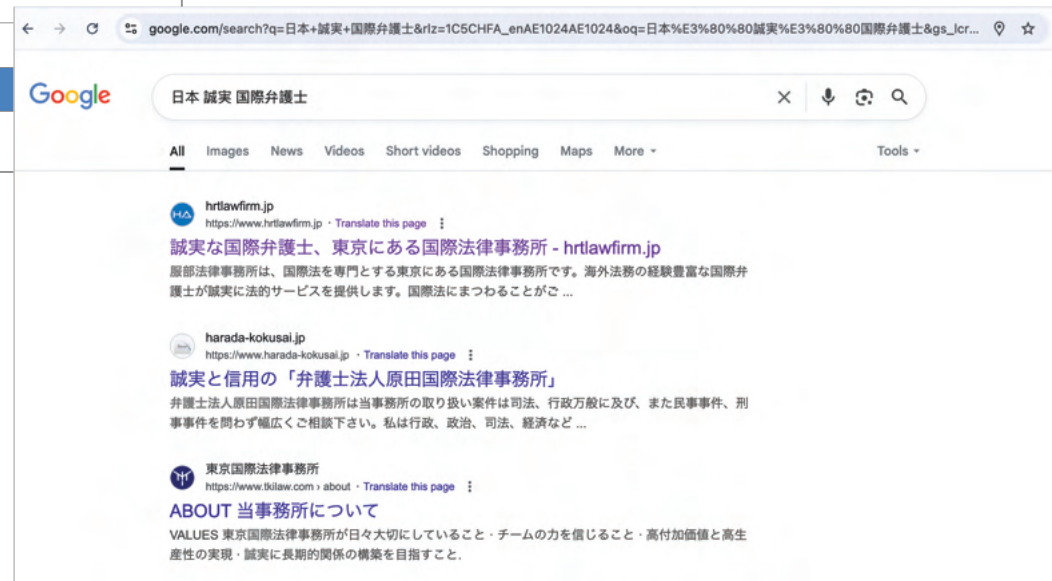 google.com/search?q=日本+誠実+国際弁護士&rlz=1C5CHFA_enAE1024AE1024&oq=日本%E3%80%80誠実%E3%80%80国際弁護士&gs_lcr...
Google
日本 誠実 国際弁護士
All Images News Videos Short videos Shopping Maps More Tools
HA
hrtlawfirm.jp
https://www.hrtlawfirm.jp · Translate this page
誠実な国際弁護士、東京にある国際法律事務所 - hrtlawfirm.jp
服部法律事務所は、国際法を専門とする東京にある国際法律事務所です。海外法務の経験豊富な国際弁
護士が誠実に法的サービスを提供します。国際法にまつわることがご ...
harada-kokusai.jp
https://www.harada-kokusai.jp · Translate this page
誠実と信用の「弁護士法人原田国際法律事務所」
弁護士法人原田国際法律事務所は当事務所の取り扱い案件は司法、行政万般に及び、また民事事件、刑
事事件を問わず幅広くご相談下さい。私は行政、政治、司法、経済など ...
東京国際法律事務所
https://www.tkilaw.com › about · Translate this page
ABOUT 当事務所について
VALUES 東京国際法律事務所が日々大切にしていること · チームの力を信じること · 高付加価値と高生
産性の実現 · 誠実に長期的関係の構築を目指すこと.